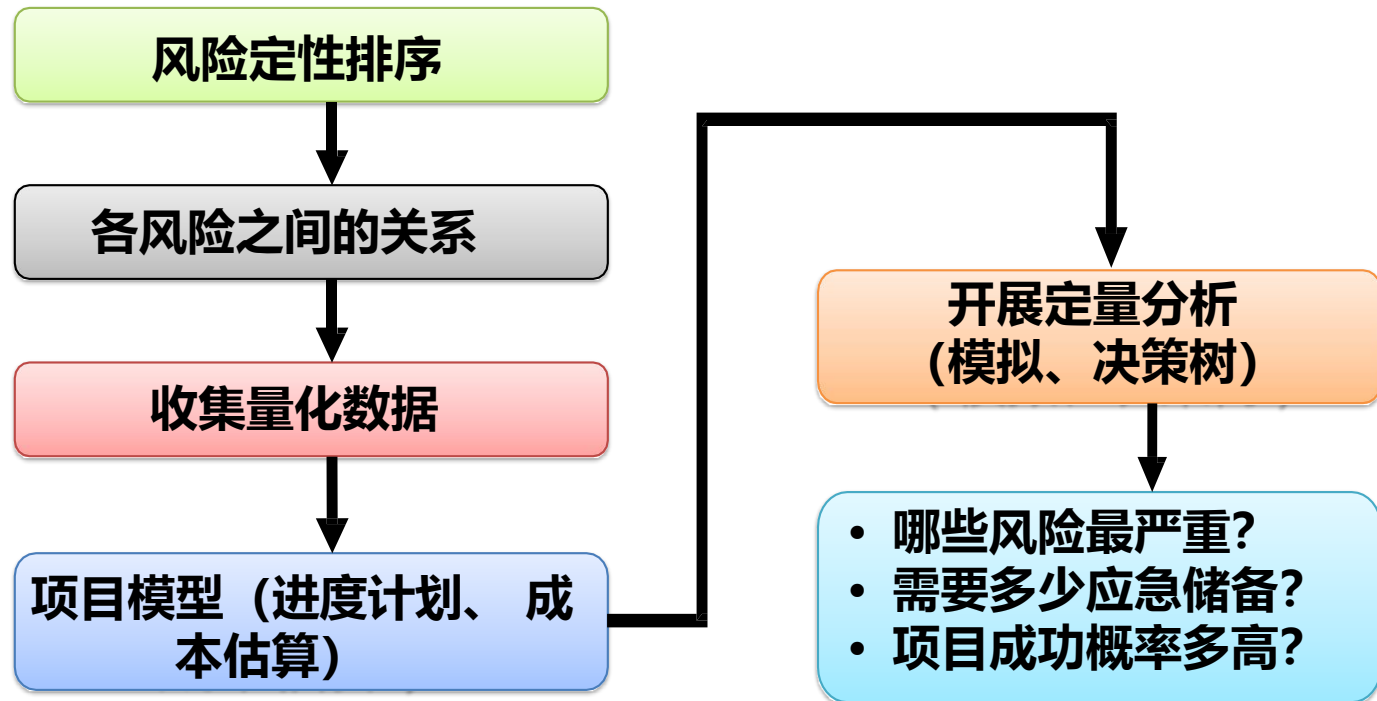 风险定性排序
各风险之间的关系
收集量化数据
项目模型（进度计划、 成
本估算）
开展定量分析
（模拟、决策树）
• 哪些风险最严重？
• 需要多少应急储备？
• 项目成功概率多高？